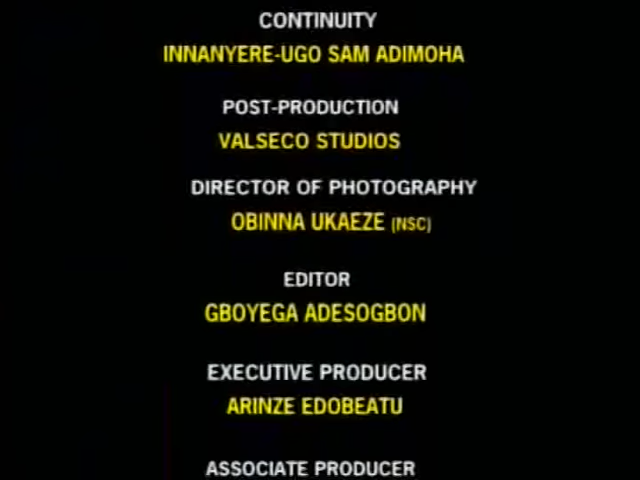 CONTINUITY
INNANYERE-UGO SAM ADIMOHA
POST-PRODUCTION
VALSECO STUDIOS
DIRECTOR OF PHOTOGRAPHY
OBINNA UKAEZE (NSC)
EDITOR
GBOYEGA ADESOGBON
EXECUTIVE PRODUCER
ARINZE EDOBEATU
ASSOCIATE PRODUCER